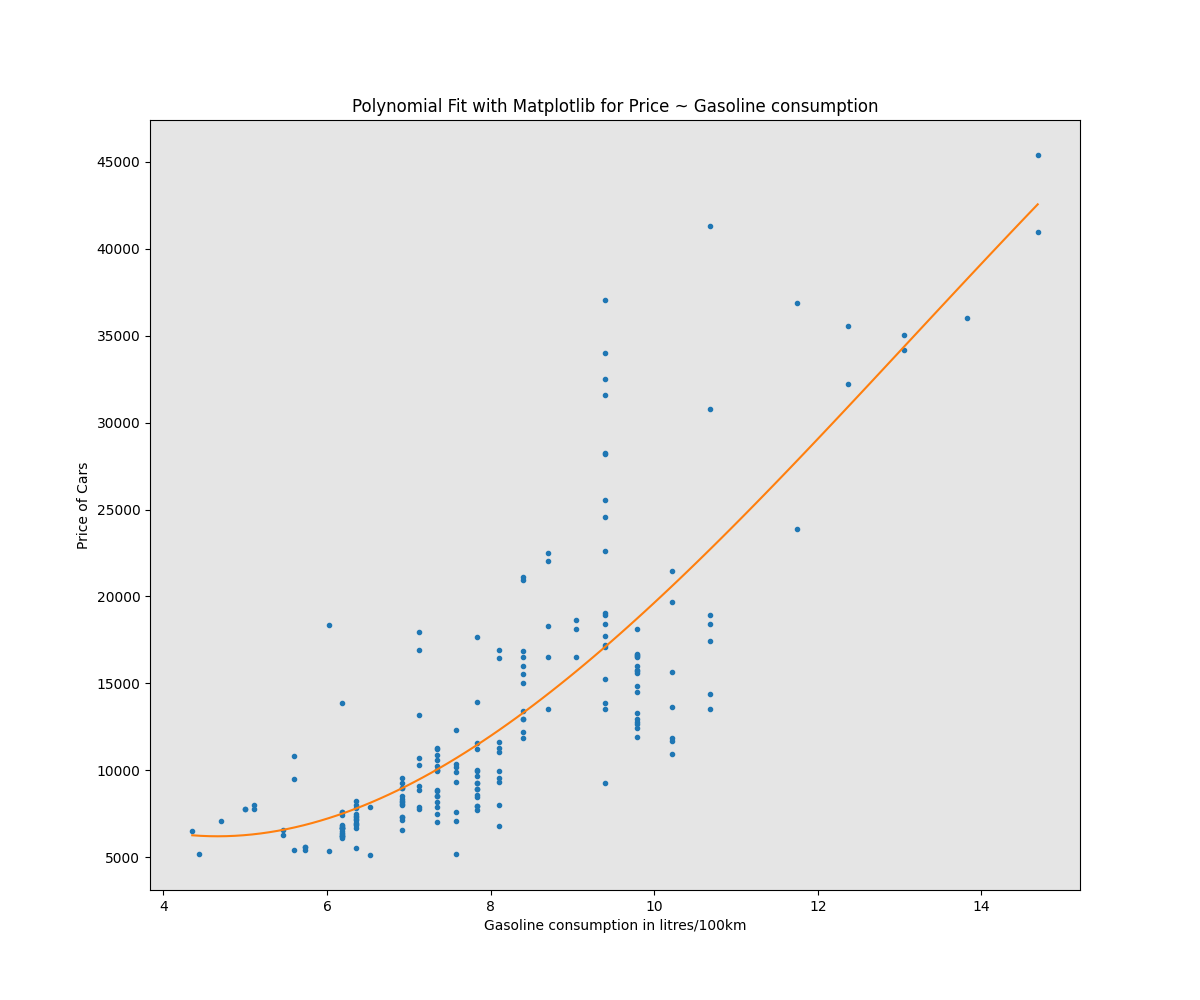 Polynomial Fit with Matplotlib for Price ~ Gasoline consumption
45000
40000
35000
30000
25000
20000
15000
10000
5000
Price of Cars
4 6 8 10 12 14
Gasoline consumption in litres/100km